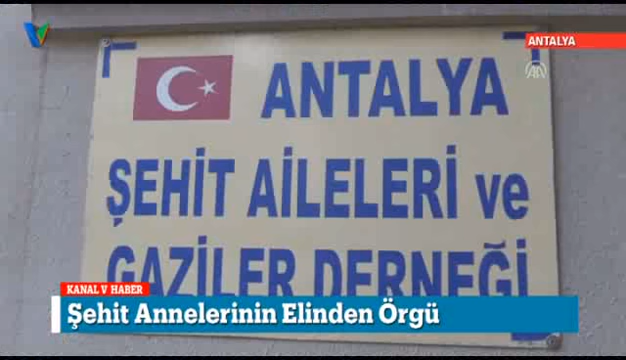 ANTALYA
ANTALYA
ŞEHİT AİLELERİ ve
GAZİLER DERNEĞİ
KANAL V HABER
Şehit Annelerinin Elinden Örgü